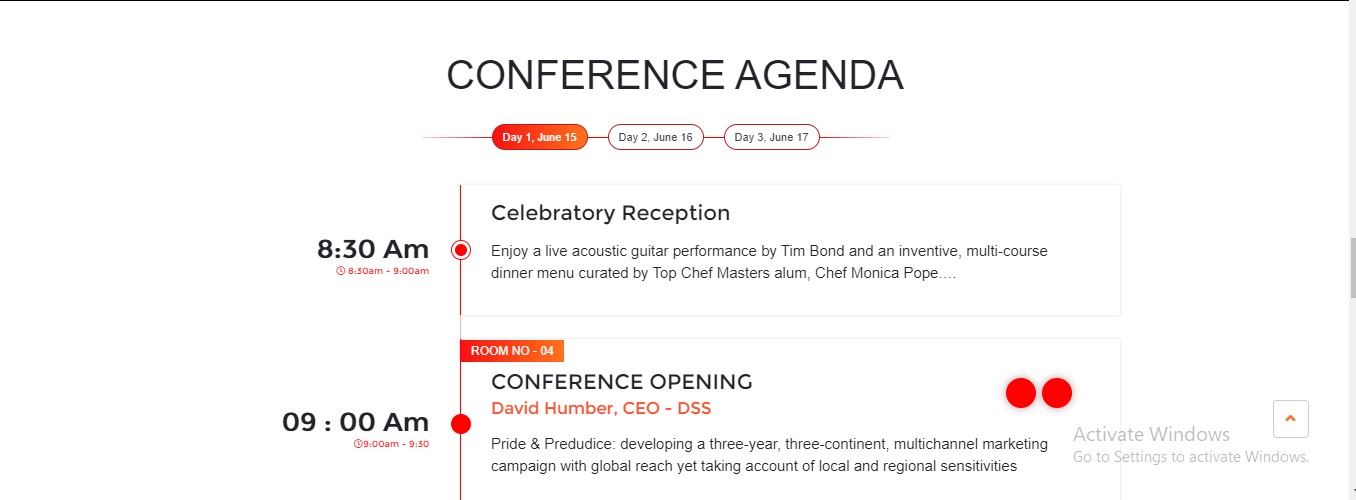 CONFERENCE AGENDA
Day 1, June 15
Day 2, June 16
Day 3, June 17
8:30 Am
8:30am - 9:00am
Celebratory Reception
Enjoy a live acoustic guitar performance by Tim Bond and an inventive, multi-course
dinner menu curated by Top Chef Masters alum, Chef Monica Pope....
ROOM NO - 04
09 : 00 Am
9:00am - 9:30
CONFERENCE OPENING
David Humber, CEO - DSS
Pride & Predudice: developing a three-year, three-continent, multichannel marketing
campaign with global reach yet taking account of local and regional sensitivities
Activate Windows
Go to Settings to activate Windows.